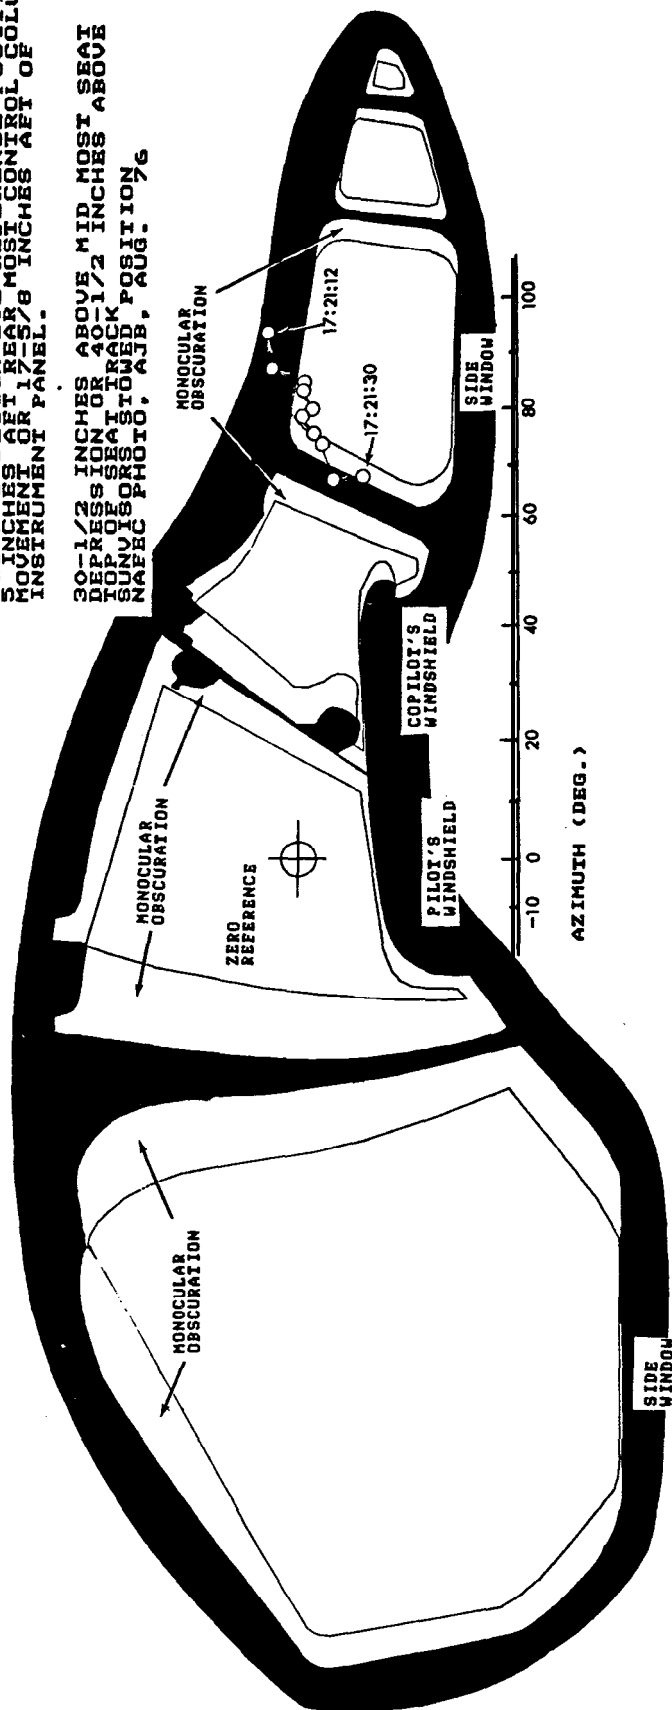 5 INCHES AFT REAR MOST CONTROL
MOVEMENT OR 17-5/8 INCHES AFT OF
INSTRUMENT PANEL.
30-1/2 INCHES ABOVE MID MOST SEAT
DEPRESSION OR 40-1/2 INCHES ABOVE
TOP OF SEAT TRACK
SUNVISORS STOWED POSITION
NAFEC PHOTO, AJB, AUG. 76
MONOCULAR
OBSCURATION
MONOCULAR
OBSCURATION
MONOCULAR
OBSCURATION
17:21:12
17:21:30
ZERO
REFERENCE
SIDE
WINDOW
PILOT'S
WINDSHIELD
COPILOT'S
WINDSHIELD
SIDE
WINDOW
-10 0 20 40 60 80 100
AZIMUTH (DEG.)